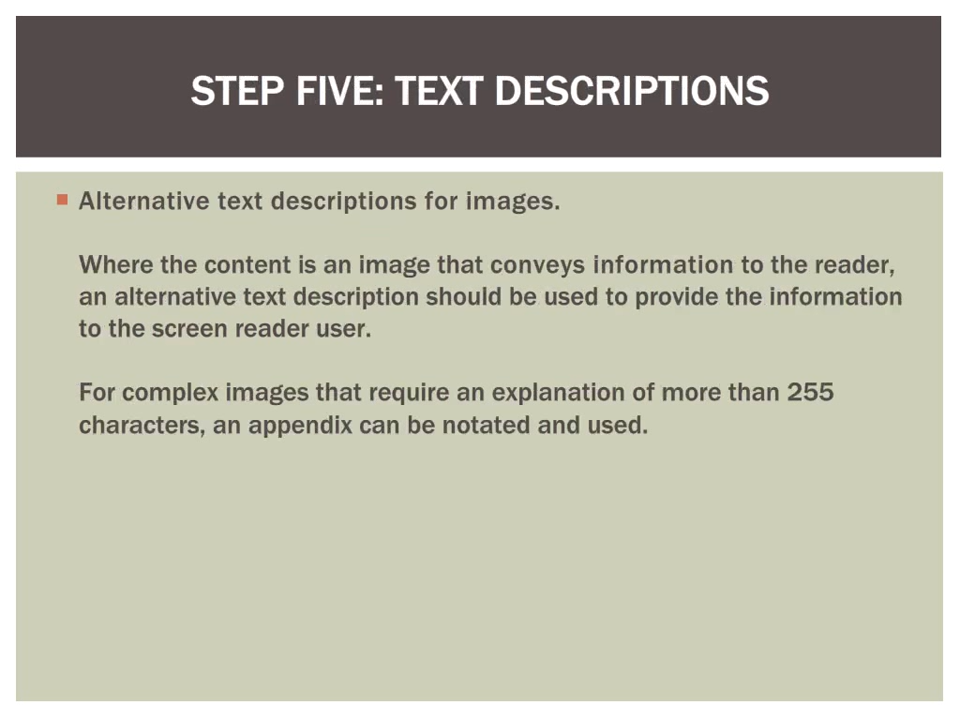 STEP FIVE: TEXT DESCRIPTIONS
Alternative text descriptions for images.
Where the content is an image that conveys information to the reader,
an alternative text description should be used to provide the information
to the screen reader user.
For complex images that require an explanation of more than 255
characters, an appendix can be notated and used.